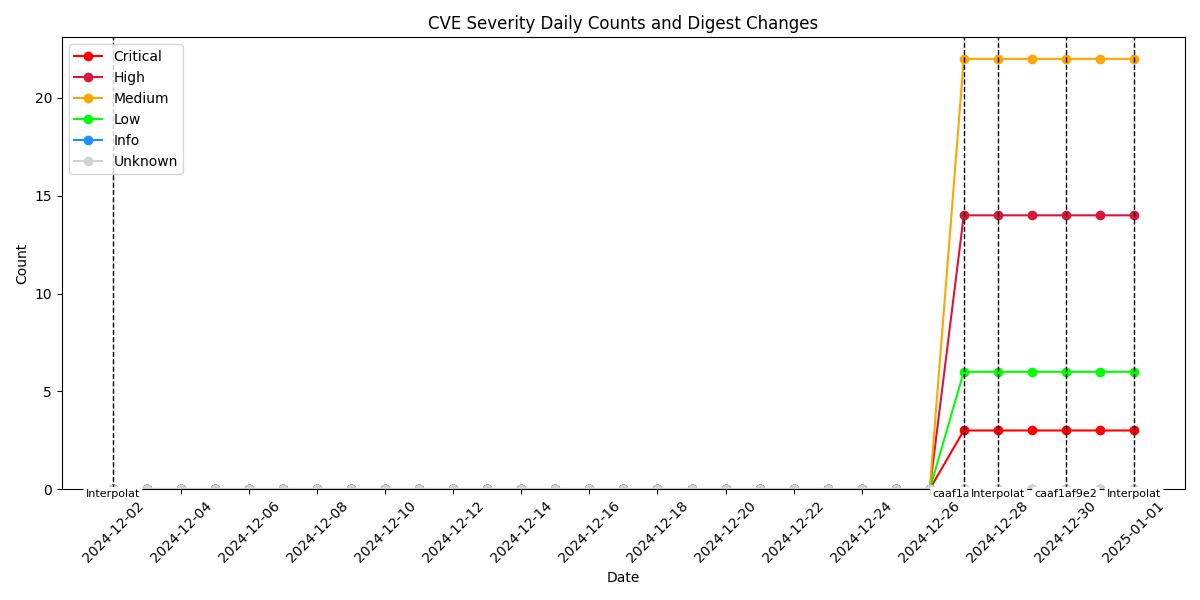 CVE Severity Daily Counts and Digest Changes
Critical
High
Medium
Low
Info
Unknown
Count
20
15
10
5
0
Interpolat
caaf1a
Interpolat
caaf1af9e2
Interpolat
2024-12-02
2024-12-04
2024-12-06
2024-12-08
2024-12-10
2024-12-12
2024-12-14
2024-12-16
2024-12-18
2024-12-20
2024-12-22
2024-12-24
2024-12-26
2024-12-28
2024-12-30
2025-01-01
Date